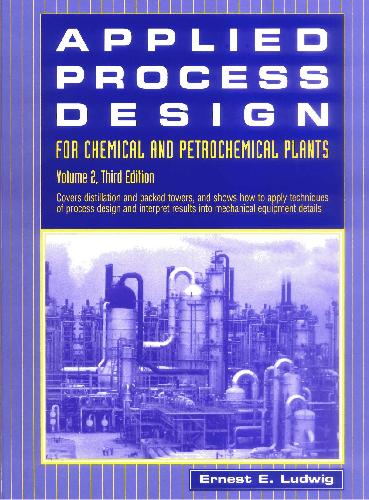 APPLIED
PROCESS
DESIGN
FOR CHEMICAL AND PETROCHEMICAL PLANTS
Volume 2, Third Edition
Covers distillation and packed towers, and shows how to apply techniques
of process design and interpret results into mechanical equipment details
Ernest E. Ludwig